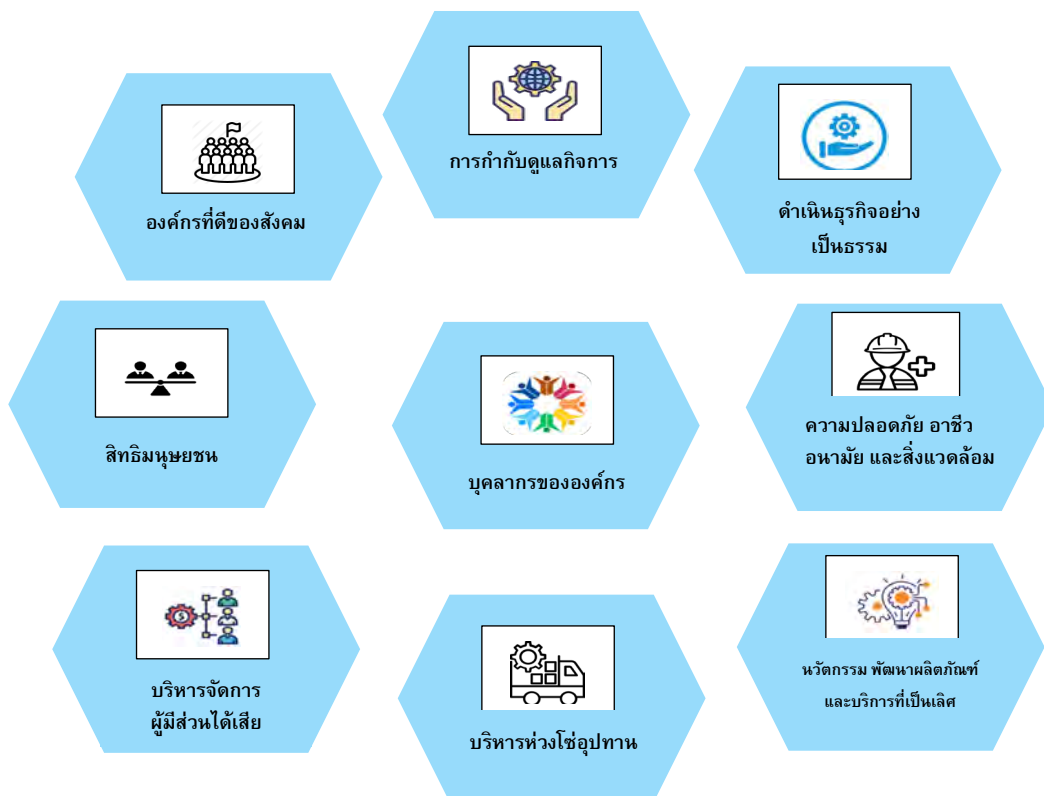 การกำกับดูแลกิจการ
องค์กรที่ดีของสังคม
ดำเนินธุรกิจอย่าง
เป็นธรรม
สิทธิมนุษยชน
บุคลากรขององค์กร
ความปลอดภัย อาชีว
อนามัย และสิ่งแวดล้อม
บริหารจัดการ
ผู้มีส่วนได้เสีย
บริหารห่วงโซ่อุปทาน
นวัตกรรม พัฒนาผลิตภัณฑ์
และบริการที่เป็นเลิศ